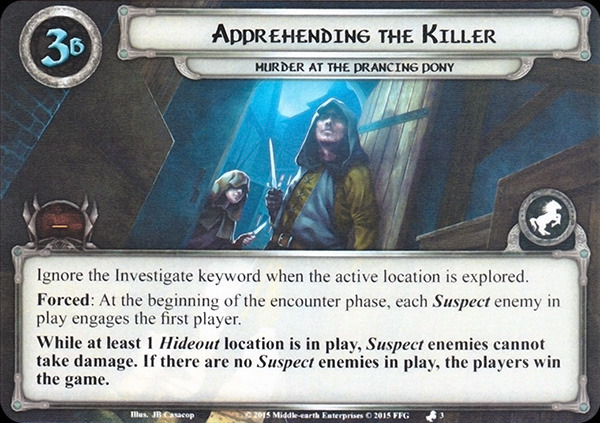 3B
Apprehending the Killer
Murder at the Prancing Pony
–
Ignore the Investigate keyword when the active location is explored.
Forced: At the beginning of the encounter phase, each Suspect enemy in
play engages the first player.
While at least 1 Hideout location is in play, Suspect enemies cannot
take damage. If there are no Suspect enemies in play, the players win
the game.
Illus. JB Casacop © 2015 Middle-earth Enterprises © 2015 FFG 3